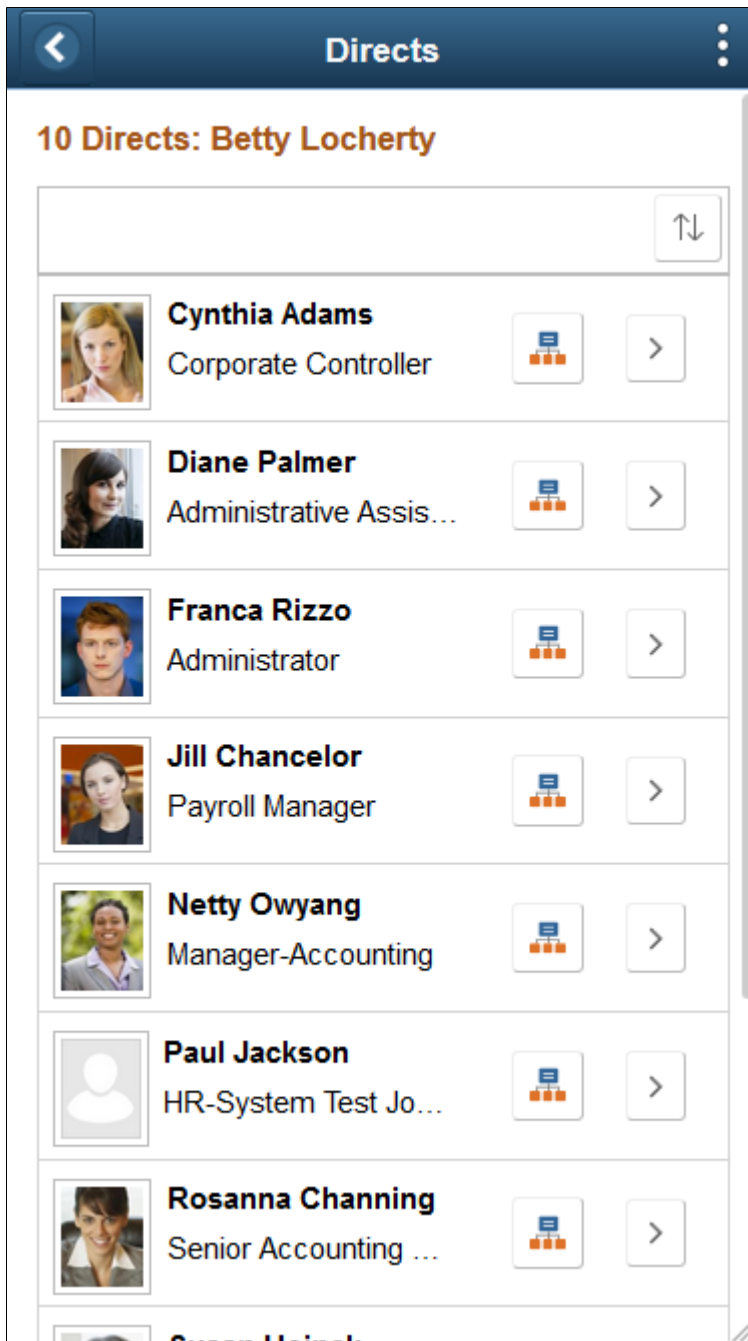 Directs
10 Directs: Betty Locherty
Cynthia Adams
Corporate Controller
Diane Palmer
Administrative Assis...
Franca Rizzo
Administrator
Jill Chancelor
Payroll Manager
Netty Owyang
Manager-Accounting
Paul Jackson
HR-System Test Jo...
Rosanna Channing
Senior Accounting ...